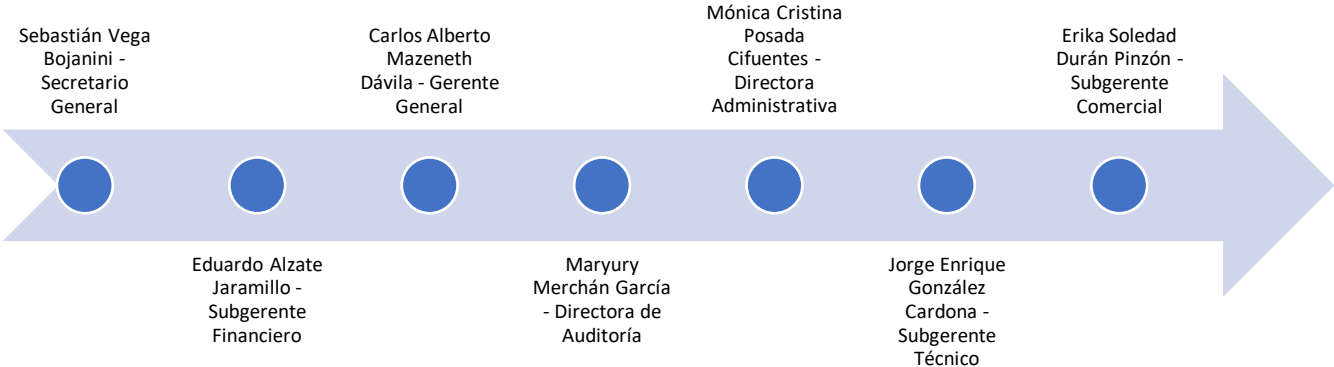 Sebastián Vega
Bojanini -
Secretario
General
Eduardo Alzate
Jaramillo -
Subgerente
Financiero
Carlos Alberto
Mazeneth
Dávila - Gerente
General
Maryury
Merchán García
- Directora de
Auditoría
Mónica Cristina
Posada
Cifuentes -
Directora
Administrativa
Jorge Enrique
González
Cardona -
Subgerente
Técnico
Erika Soledad
Durán Pinzón -
Subgerente
Comercial